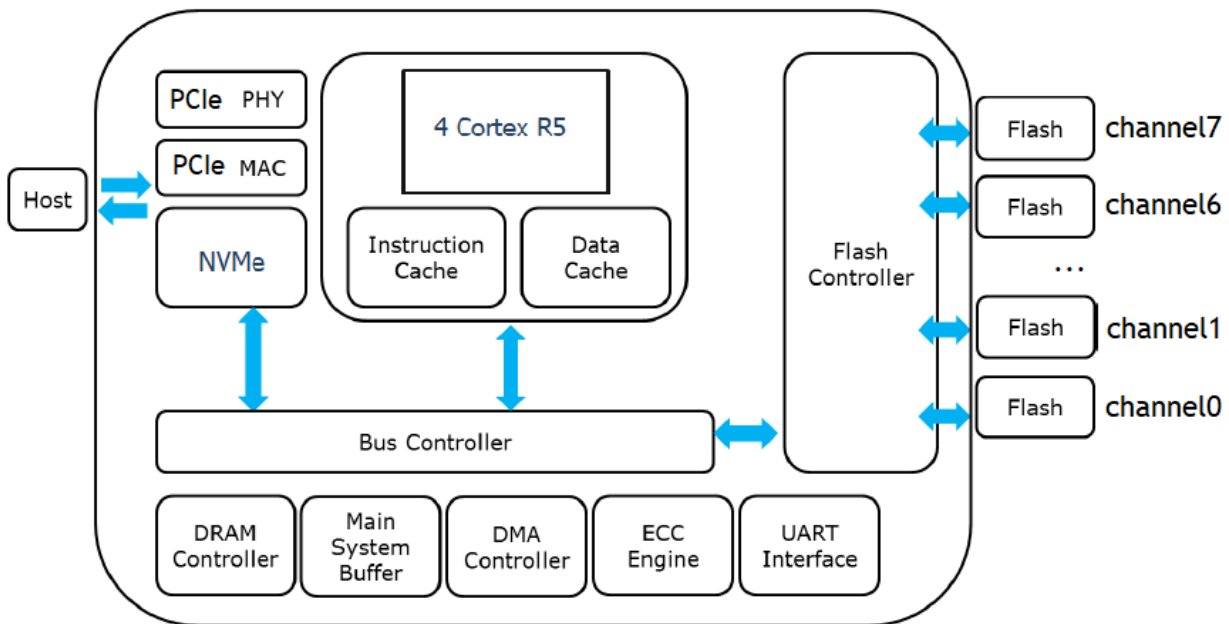 PCIe PHY
PCIe MAC
Host
NVMe
4 Cortex R5
Instruction
Cache
Data
Cache
Flash
Controller
Flash channel7
Flash channel6
...
Flash channel1
Flash channel0
Bus Controller
DRAM
Controller
Main
System
Buffer
DMA
Controller
ECC
Engine
UART
Interface